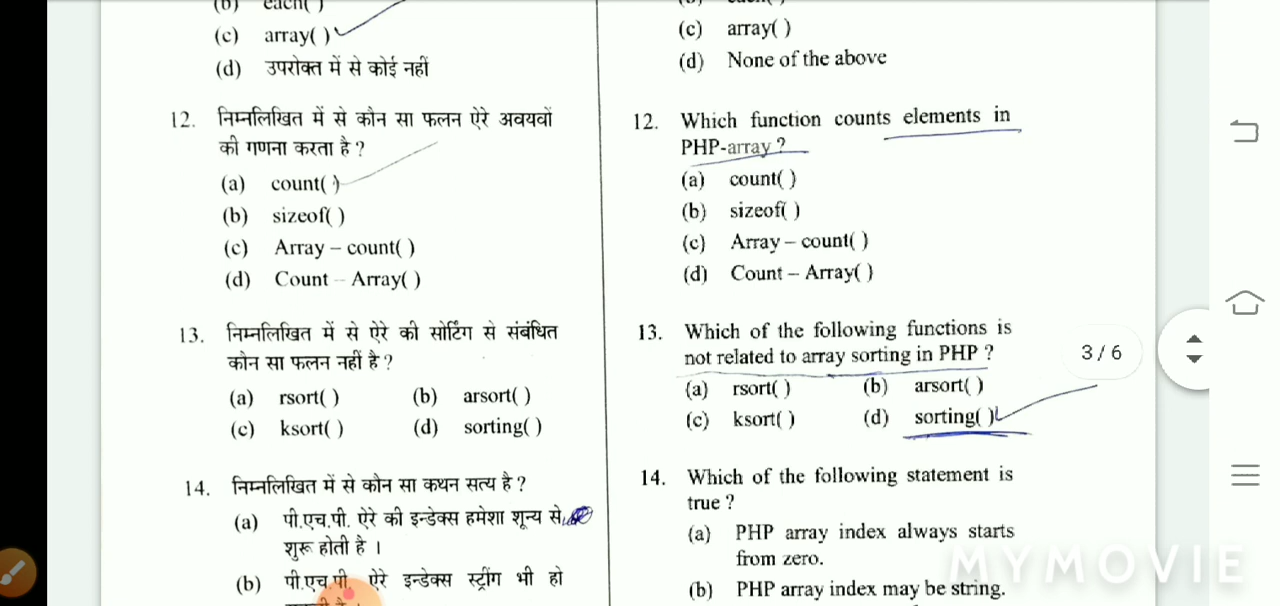 (b) each( )
(c) array( )
(d) उपरोक्त में से कोई नहीं
12. निम्नलिखित में से कौन सा फलन ऐरे अवयवों
की गणना करता है ?
(a) count( )
(b) sizeof( )
(c) Array – count( )
(d) Count – Array( )
13. निम्नलिखित में से ऐरे की सोर्टिंग से संबंधित
कौन सा फलन नहीं है ?
(a) rsort( ) (b) arsort( )
(c) ksort( ) (d) sorting( )
14. निम्नलिखित में से कौन सा कथन सत्य है ?
(a) पी.एच.पी. ऐरे की इन्डेक्स हमेशा शून्य से
शुरू होती है ।
(b) पी.एच.पी. ऐरे इन्डेक्स स्ट्रींग भी हो
(c) array( )
(d) None of the above
12. Which function counts elements in
PHP-array ?
(a) count( )
(b) sizeof( )
(c) Array – count( )
(d) Count – Array( )
13. Which of the following functions is
not related to array sorting in PHP ?
(a) rsort( ) (b) arsort( )
(c) ksort( ) (d) sorting( )
14. Which of the following statement is
true ?
(a) PHP array index always starts
from zero.
(b) PHP array index may be string.
3 / 6
MYMOVIE